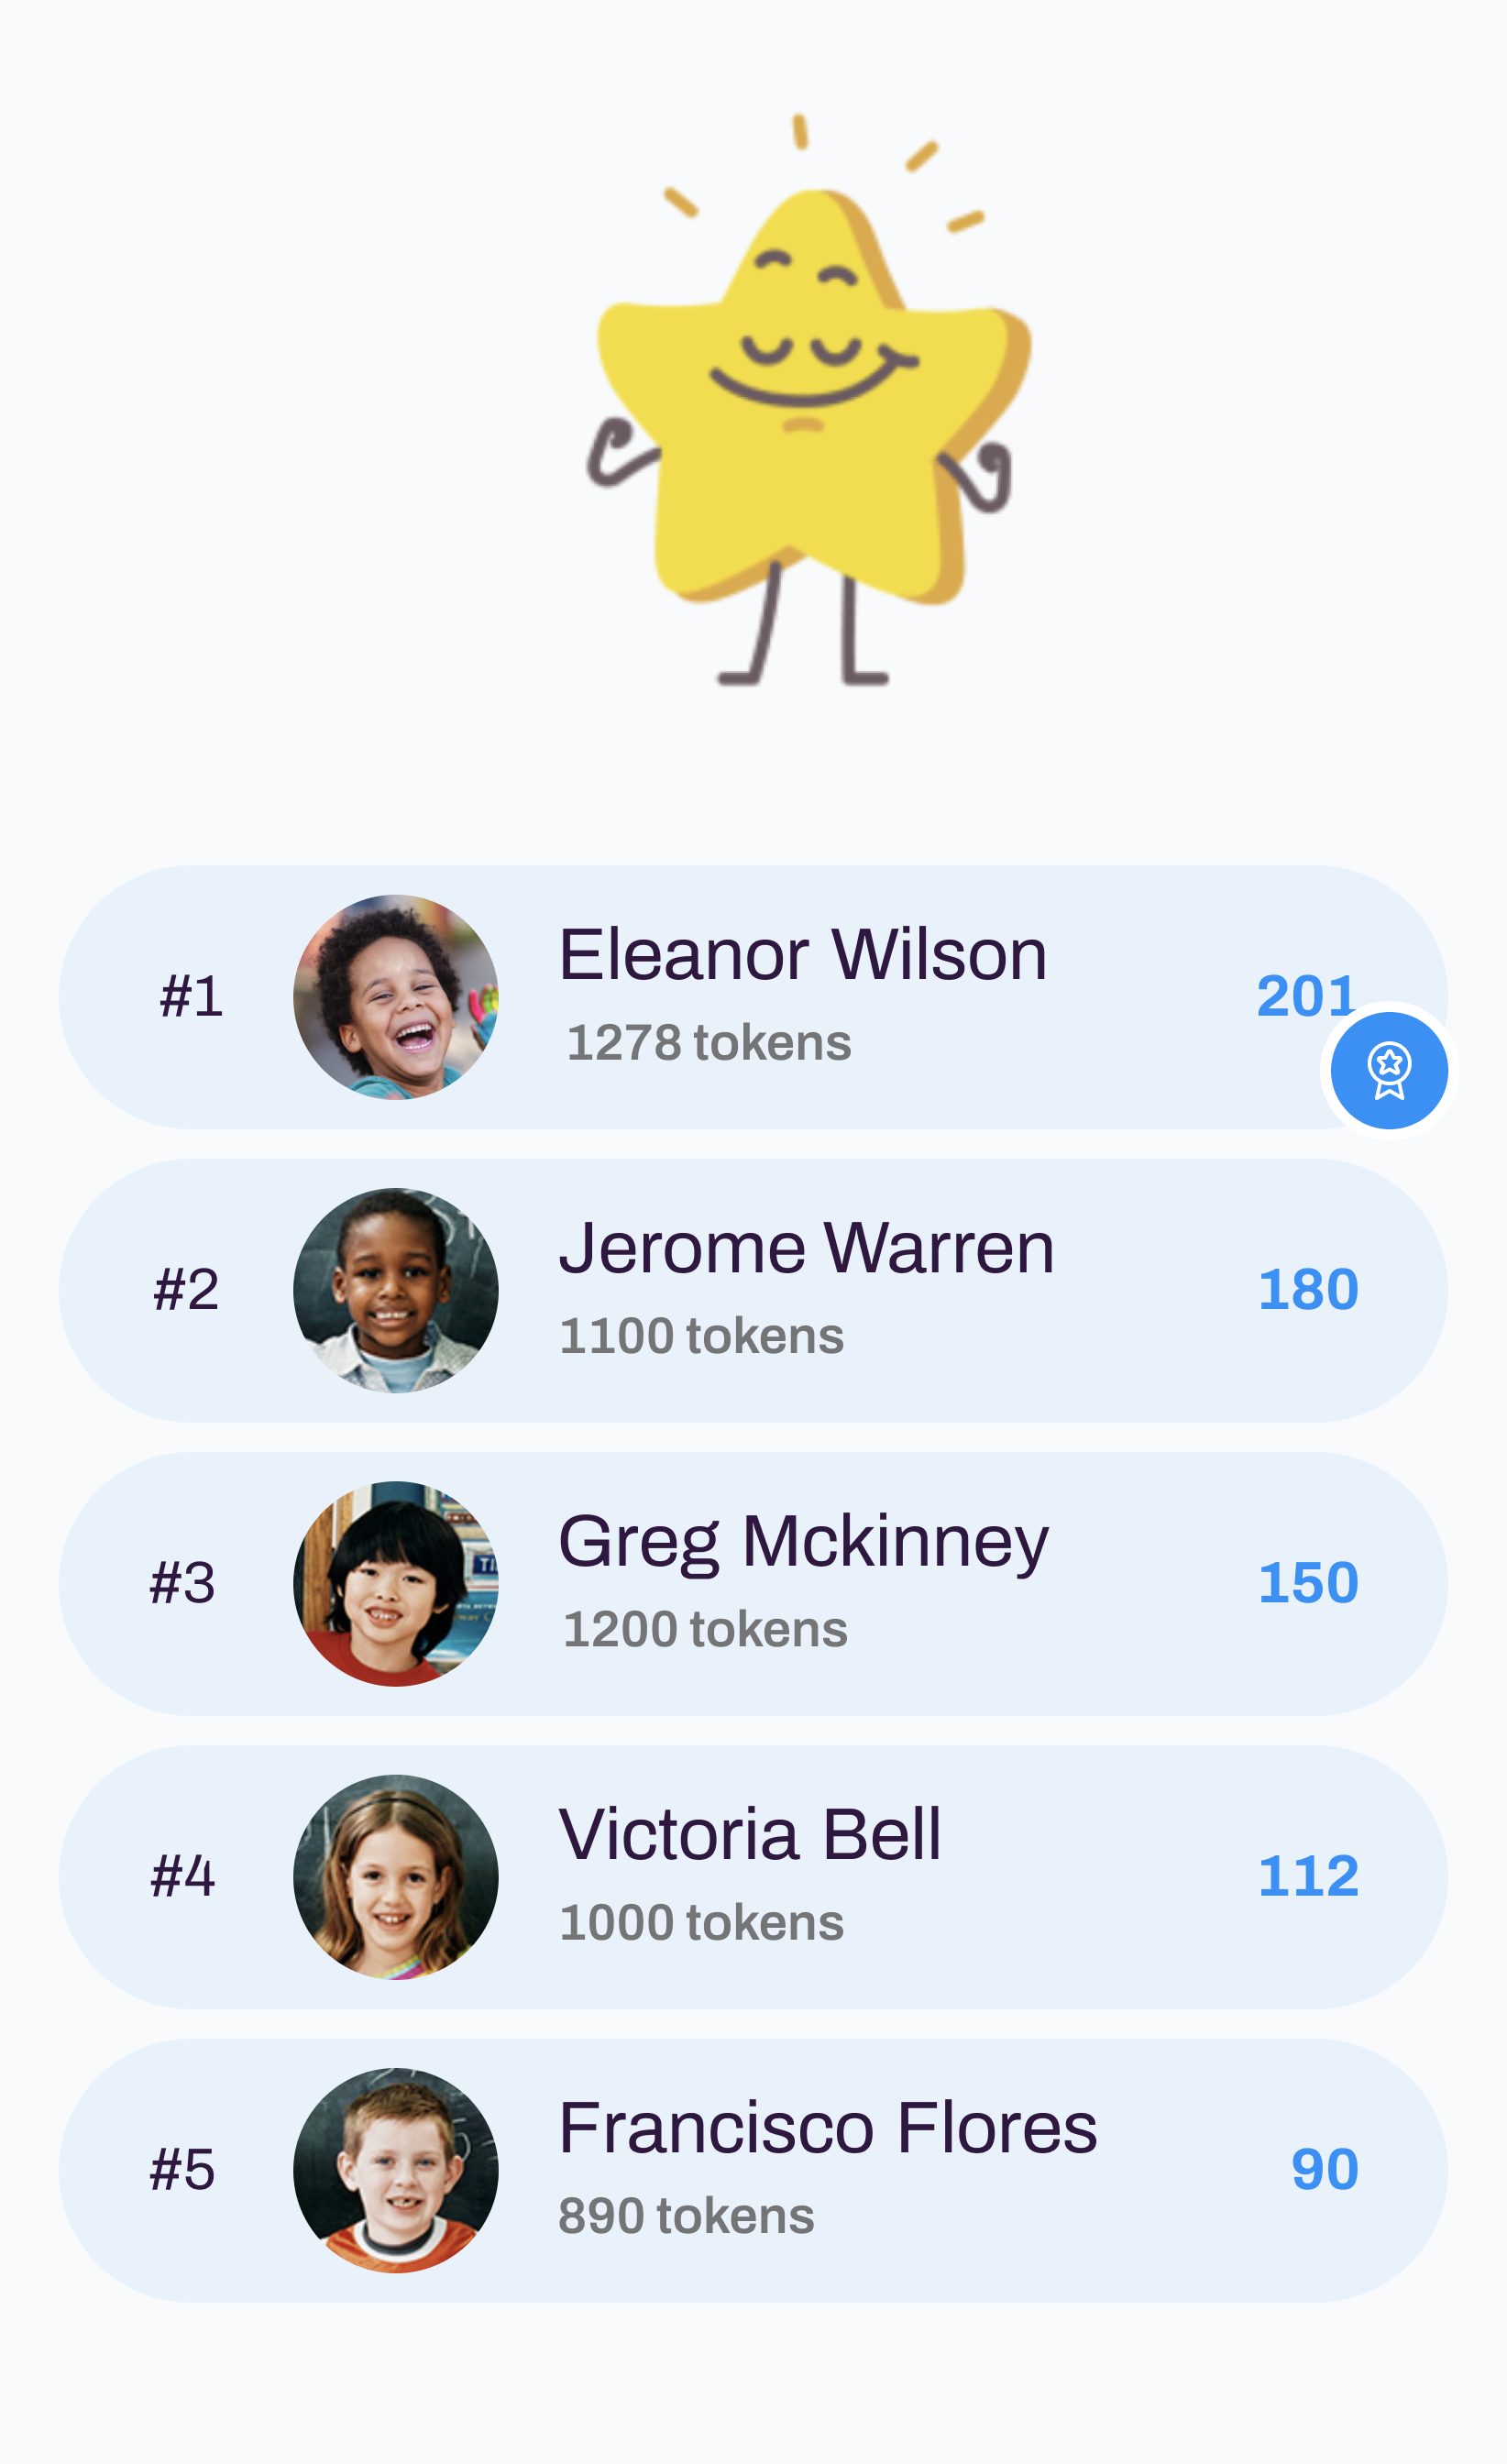 #1
Eleanor Wilson
1278 tokens
201
#2
Jerome Warren
1100 tokens
180
#3
Greg Mckinney
1200 tokens
150
#4
Victoria Bell
1000 tokens
112
#5
Francisco Flores
890 tokens
90